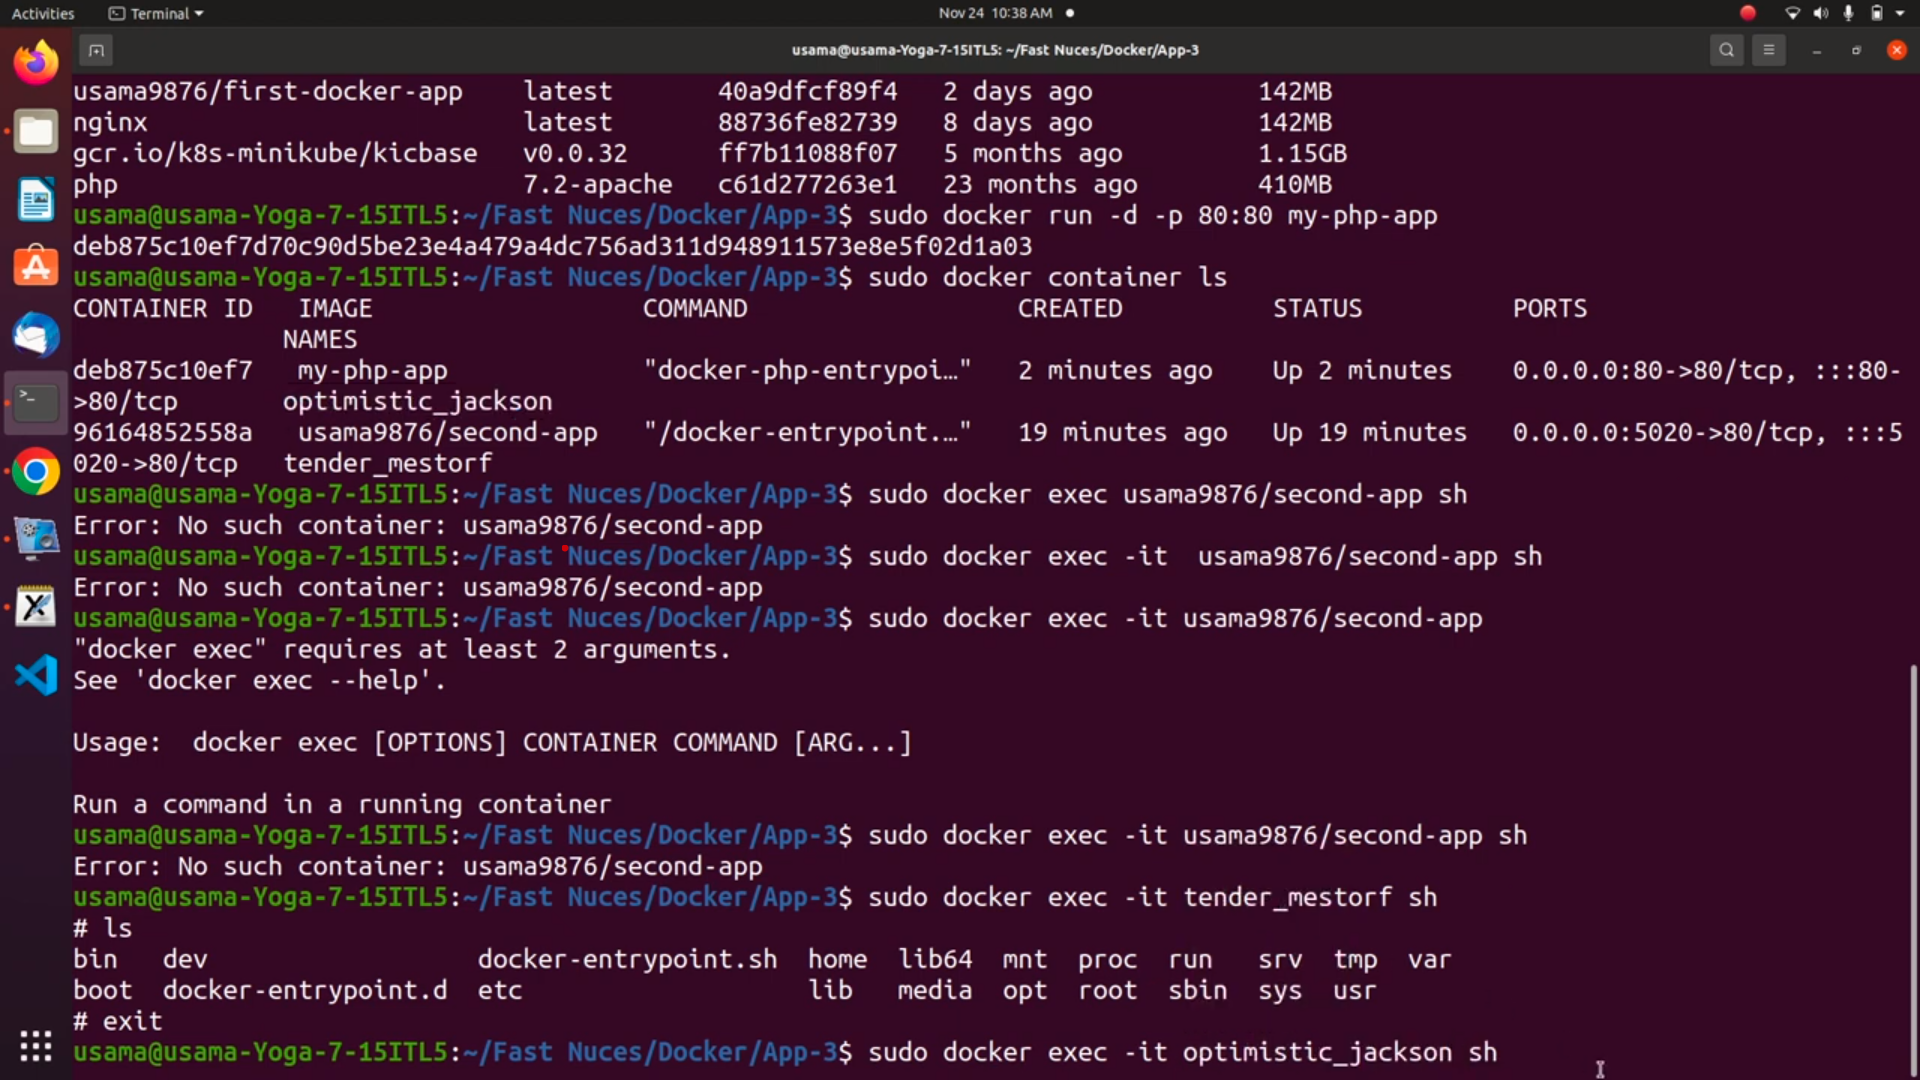 Activities Terminal Nov 24 10:38 AM
usama@usama-Yoga-7-15ITL5: ~/Fast Nuces/Docker/App-3
usama9876/first-docker-app latest 40a9dfcf89f4 2 days ago 142MB
nginx latest 88736fe82739 8 days ago 142MB
gcr.io/k8s-minikube/kicbase v0.0.32 ff7b11088f07 5 months ago 1.15GB
php 7.2-apache c61d277263e1 23 months ago 410MB
usama@usama-Yoga-7-15ITL5:~/Fast Nuces/Docker/App-3$ sudo docker run -d -p 80:80 my-php-app
deb875c10ef7d70c90d5be23e4a479a4dc756ad311d948911573e8e5f02d1a03
usama@usama-Yoga-7-15ITL5:~/Fast Nuces/Docker/App-3$ sudo docker container ls
CONTAINER ID IMAGE COMMAND CREATED STATUS PORTS
NAMES
deb875c10ef7 my-php-app "docker-php-entrypoi…" 2 minutes ago Up 2 minutes 0.0.0.0:80->80/tcp, :::80-
>80/tcp optimistic_jackson
96164852558a usama9876/second-app "/docker-entrypoint.…" 19 minutes ago Up 19 minutes 0.0.0.0:5020->80/tcp, :::5
020->80/tcp tender_mestorf
usama@usama-Yoga-7-15ITL5:~/Fast Nuces/Docker/App-3$ sudo docker exec usama9876/second-app sh
Error: No such container: usama9876/second-app
usama@usama-Yoga-7-15ITL5:~/Fast Nuces/Docker/App-3$ sudo docker exec -it  usama9876/second-app sh
Error: No such container: usama9876/second-app
usama@usama-Yoga-7-15ITL5:~/Fast Nuces/Docker/App-3$ sudo docker exec -it usama9876/second-app
"docker exec" requires at least 2 arguments.
See 'docker exec --help'.
Usage:  docker exec [OPTIONS] CONTAINER COMMAND [ARG...]
Run a command in a running container
usama@usama-Yoga-7-15ITL5:~/Fast Nuces/Docker/App-3$ sudo docker exec -it usama9876/second-app sh
Error: No such container: usama9876/second-app
usama@usama-Yoga-7-15ITL5:~/Fast Nuces/Docker/App-3$ sudo docker exec -it tender_mestorf sh
# ls
bin dev docker-entrypoint.sh home lib64 mnt proc run srv tmp var
boot docker-entrypoint.d etc lib media opt root sbin sys usr
# exit
usama@usama-Yoga-7-15ITL5:~/Fast Nuces/Docker/App-3$ sudo docker exec -it optimistic_jackson sh